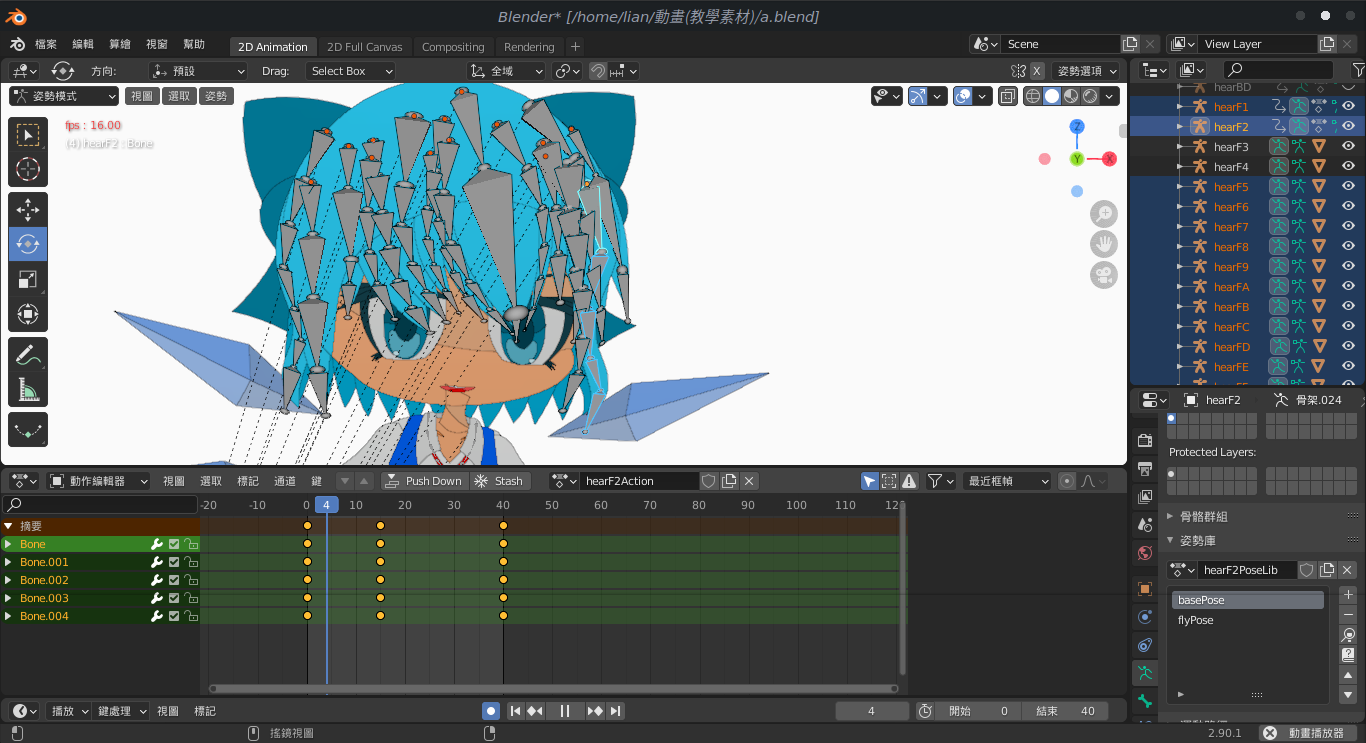 Blender* [/home/lian/動畫(教學素材)/a.blend]
檔案 編輯 算繪 視窗 幫助 2D Animation 2D Full Canvas Compositing Rendering + Scene View Layer
方向: 預設 Drag: Select Box 全域 X 姿勢選項
姿勢模式 視圖 選取 姿勢
fps : 16.00
(4) hearF2 : Bone
Z
Y
X
hearBD
hearF1
hearF2
hearF3
hearF4
hearF5
hearF6
hearF7
hearF8
hearF9
hearFA
hearFB
hearFC
hearFD
hearFE
hearF2 骨架.024
Protected Layers:
骨骼群組
姿勢庫
hearF2PoseLib
basePose
flyPose
動作編輯器 視圖 選取 標記 通道 鍵 Push Down Stash hearF2Action 最近框幀
-20 -10 0 4 10 20 30 40 50 60 70 80 90 100 110 120
摘要
Bone
Bone.001
Bone.002
Bone.003
Bone.004
播放 鍵處理 視圖 標記 4 開始 0 結束 40
搖鏡視圖 2.90.1 動畫播放器